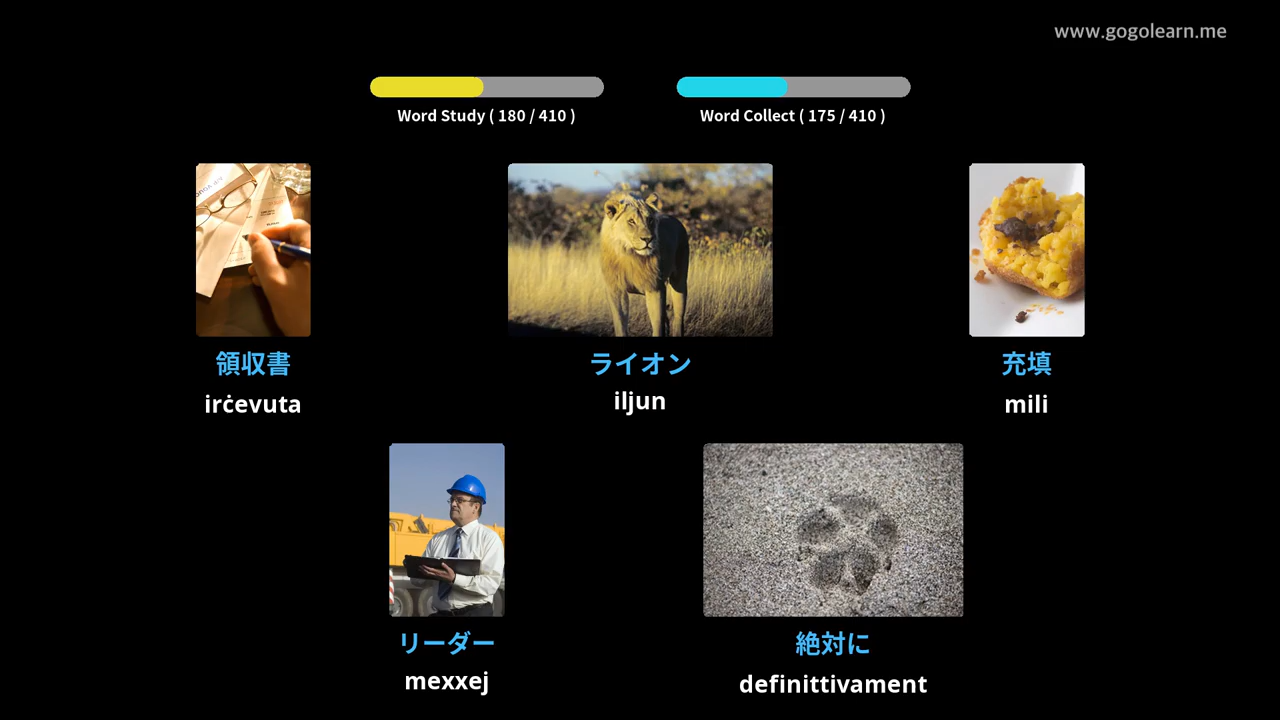 www.gogolearn.me
Word Study ( 180 / 410 )
Word Collect ( 175 / 410 )
領収書
irċevuta
ライオン
iljun
充填
mili
リーダー
mexxej
絶対に
definittivament